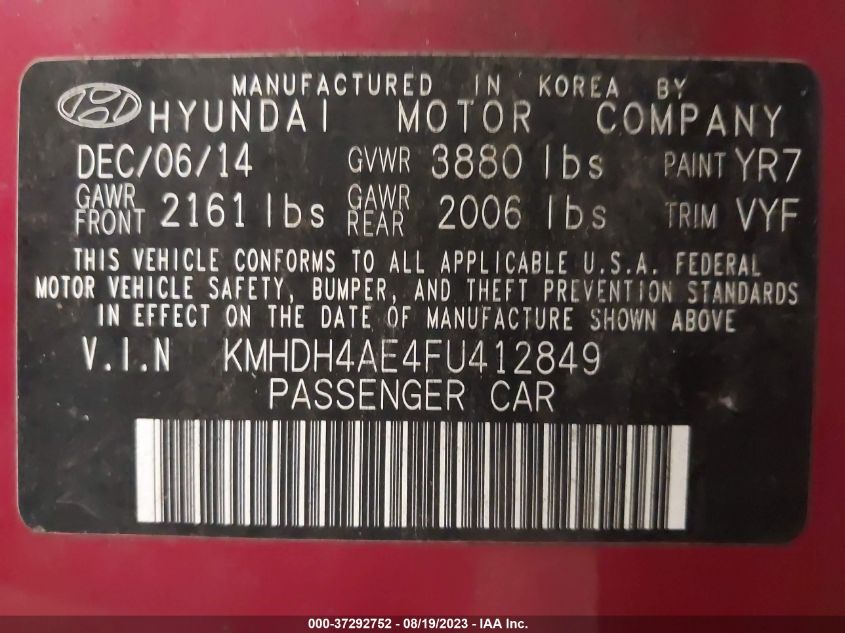 MANUFACTURED IN KOREA BY
HYUNDAI MOTOR COMPANY
DEC/06/14 GVWR 3880 lbs PAINT YR7
GAWR FRONT 2161 lbs GAWR REAR 2006 lbs TRIM VYF
THIS VEHICLE CONFORMS TO ALL APPLICABLE U.S.A. FEDERAL
MOTOR VEHICLE SAFETY, BUMPER, AND THEFT PREVENTION STANDARDS
IN EFFECT ON THE DATE OF MANUFACTURE SHOWN ABOVE
V.I.N KMHDH4AE4FU412849
PASSENGER CAR
000-37292752 - 08/19/2023 - IAA Inc.